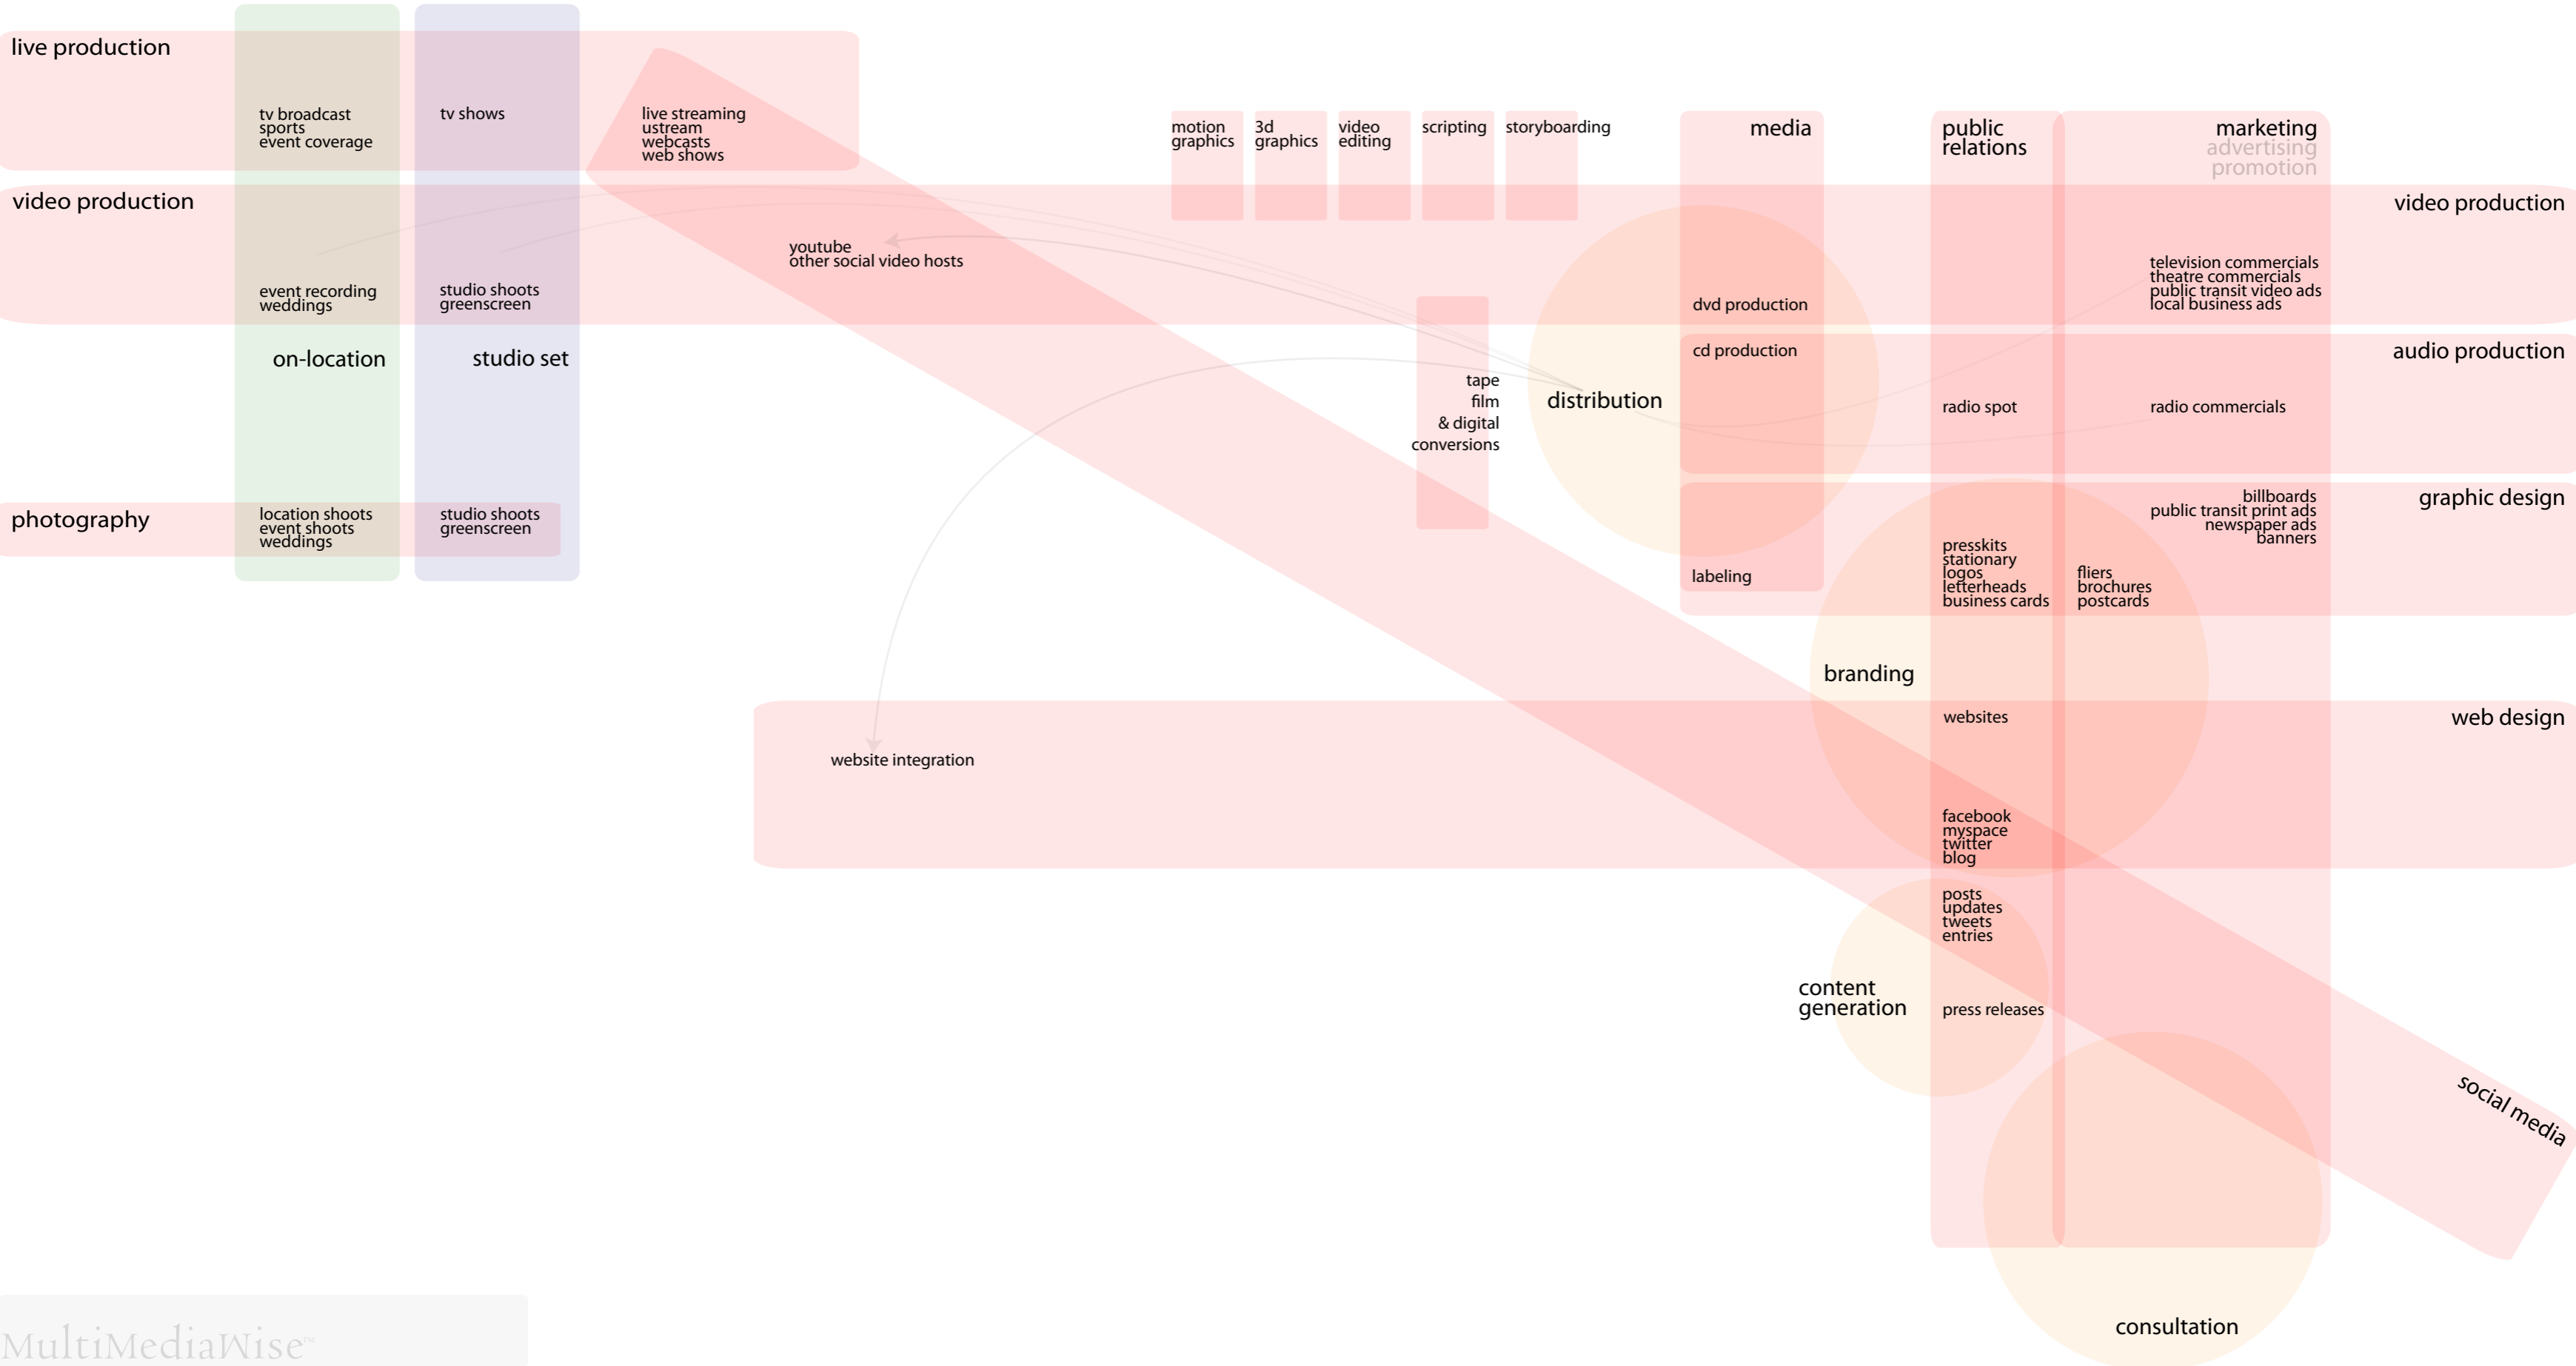 live production
tv broadcast
sports
event coverage
tv shows
live streaming
ustream
webcasts
web shows
motion
graphics
3d
graphics
video
editing
scripting
storyboarding
media
public
relations
marketing
advertising
promotion
video production
video production
youtube
other social video hosts
event recording
weddings
studio shoots
greenscreen
dvd production
television commercials
theatre commercials
public transit video ads
local business ads
on-location
studio set
cd production
audio production
tape
film
& digital
conversions
distribution
radio spot
radio commercials
photography
location shoots
event shoots
weddings
studio shoots
greenscreen
billboards
public transit print ads
newspaper ads
banners
graphic design
labeling
presskits
stationary
logos
letterheads
business cards
fliers
brochures
postcards
branding
websites
web design
website integration
facebook
myspace
twitter
blog
posts
updates
tweets
entries
content
generation
press releases
social media
consultation
MultiMediaWise™